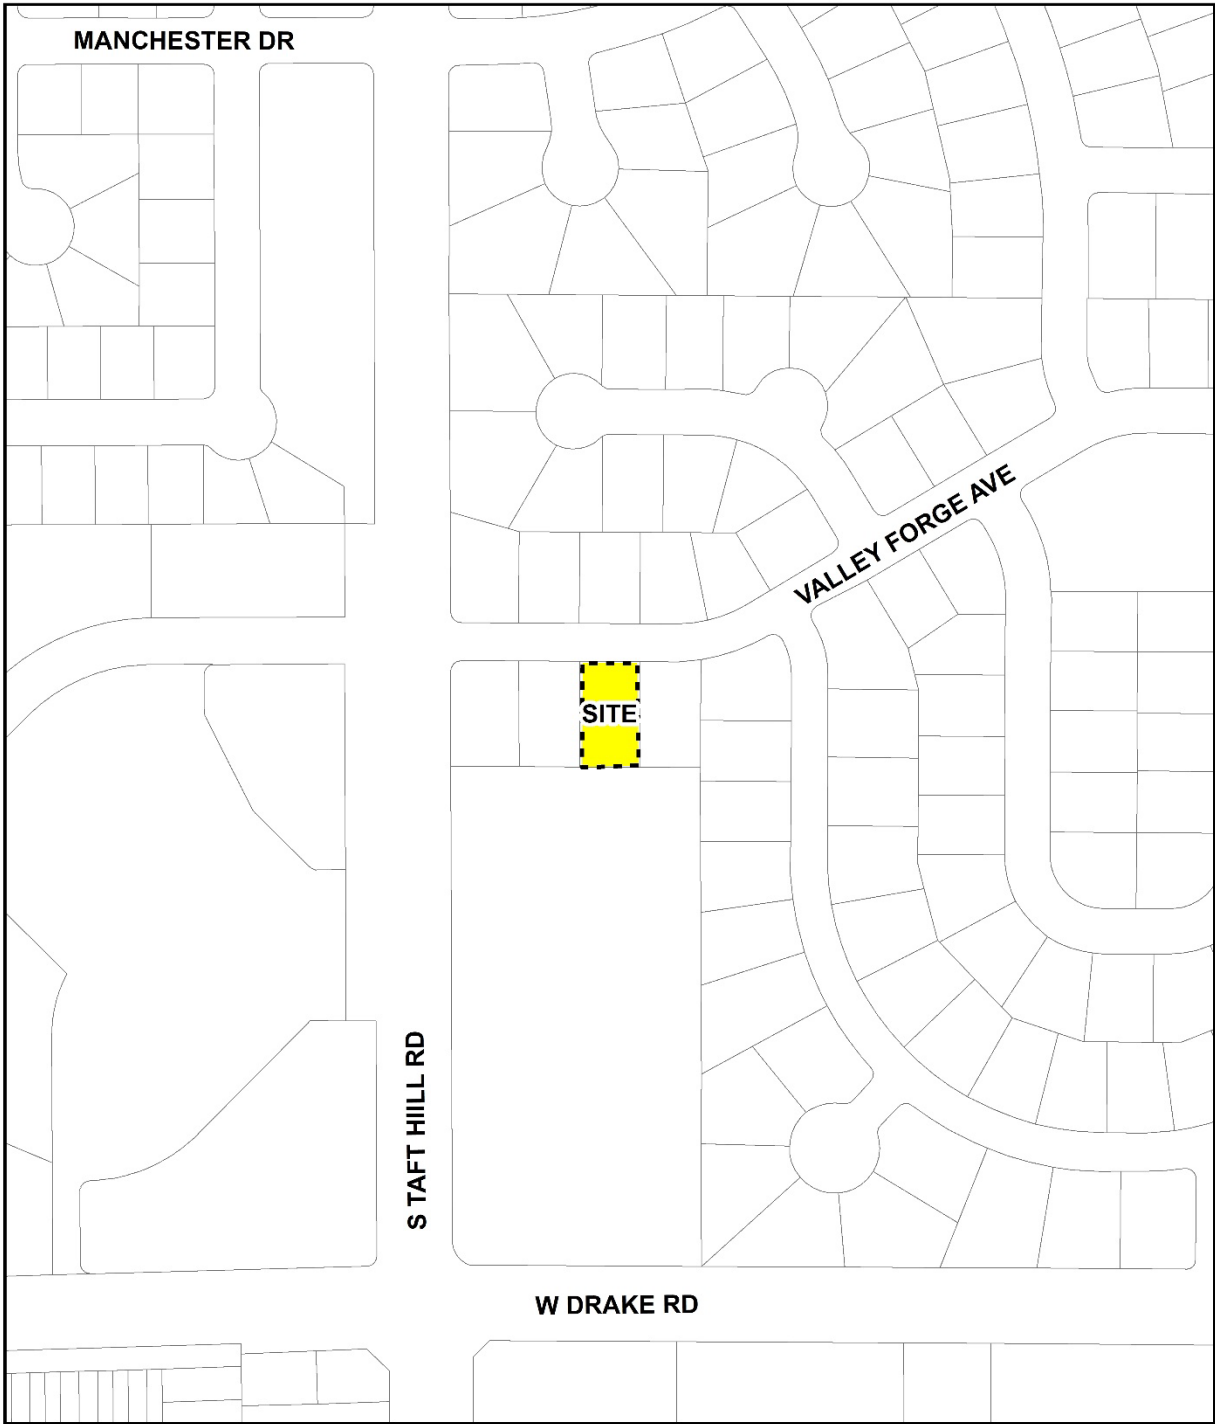 MANCHESTER DR
VALLEY FORGE AVE
SITE
S TAFT HIILL RD
W DRAKE RD